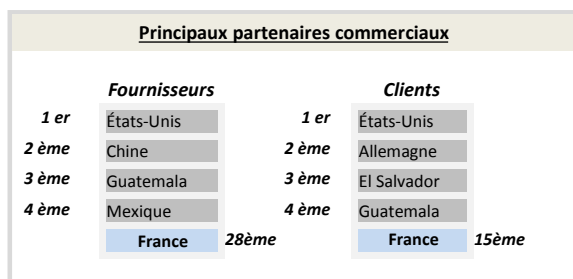 Principaux partenaires commerciaux
Fournisseurs Clients
1 er États-Unis 1 er États-Unis
2 ème Chine 2 ème Allemagne
3 ème Guatemala 3 ème El Salvador
4 ème Mexique 4 ème Guatemala
France 28ème France 15ème